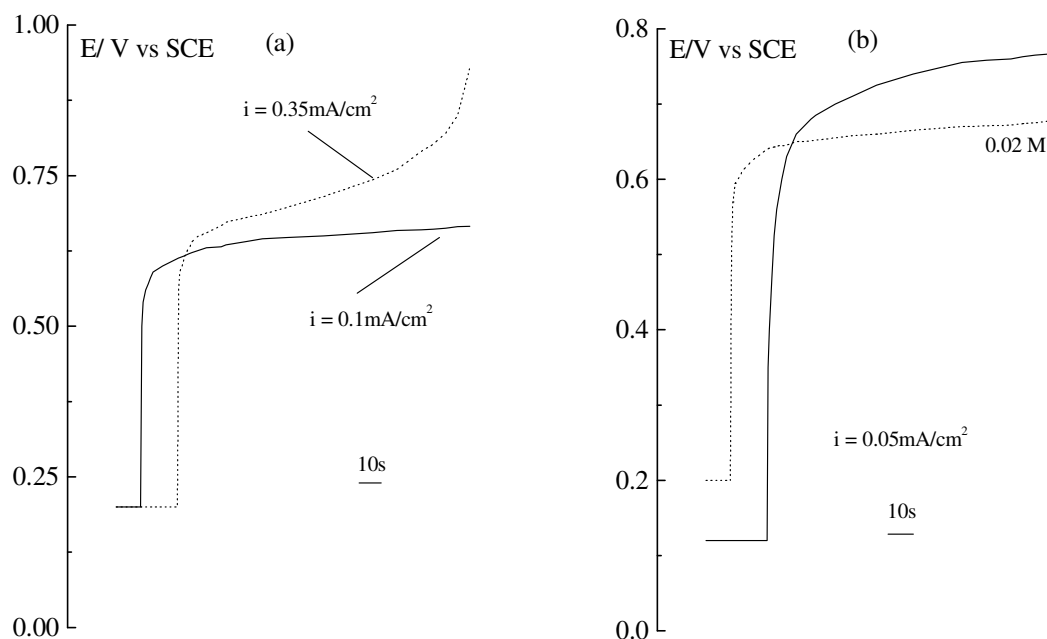 1.00
0.75
0.50
0.25
0.00
E/ V vs SCE
(a)
i = 0.35mA/cm²
i = 0.1mA/cm²
10s
0.8
0.6
0.4
0.2
0.0
E/V vs SCE
(b)
0.02 M
i = 0.05mA/cm²
10s